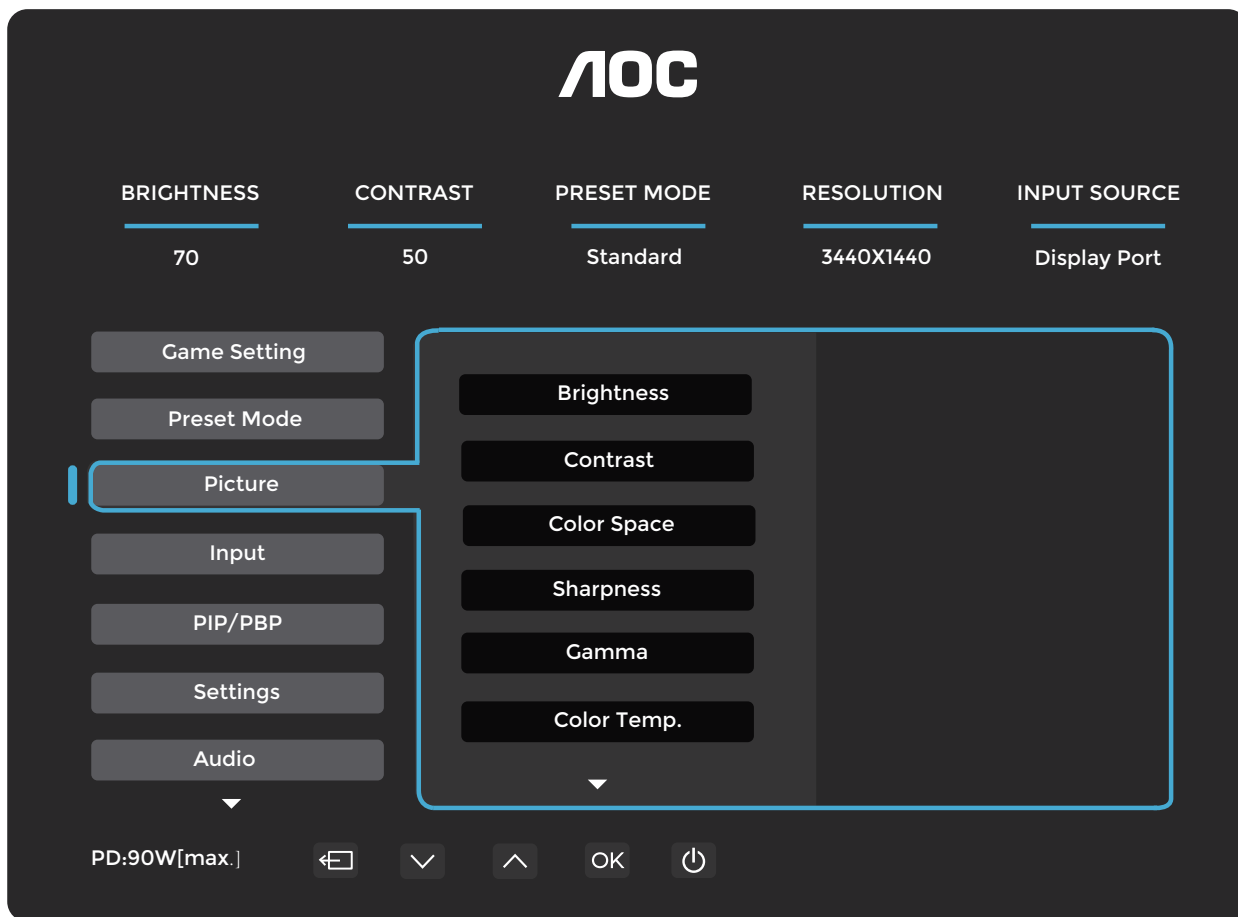 AOC
BRIGHTNESS CONTRAST PRESET MODE RESOLUTION INPUT SOURCE
70 50 Standard 3440X1440 Display Port
Game Setting
Preset Mode
Picture
Input
PIP/PBP
Settings
Audio
Brightness
Contrast
Color Space
Sharpness
Gamma
Color Temp.
PD:90W[max.]
OK